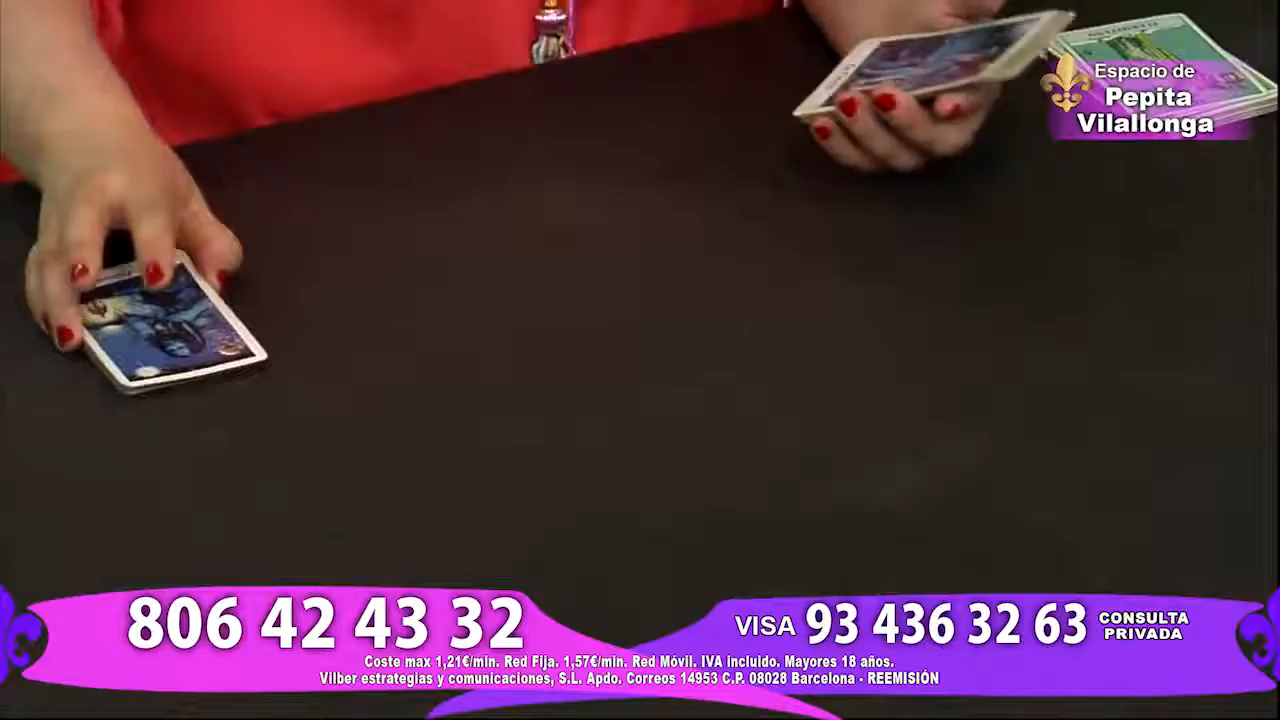 Espacio de
Pepita
Vilallonga
806 42 43 32
VISA 93 436 32 63 CONSULTA PRIVADA
Coste max 1,21€/min. Red Fija. 1,57€/min. Red Móvil. IVA incluido. Mayores 18 años.
Vilber estrategias y comunicaciones, S.L. Apdo. Correos 14953 C.P. 08028 Barcelona - REEMISIÓN